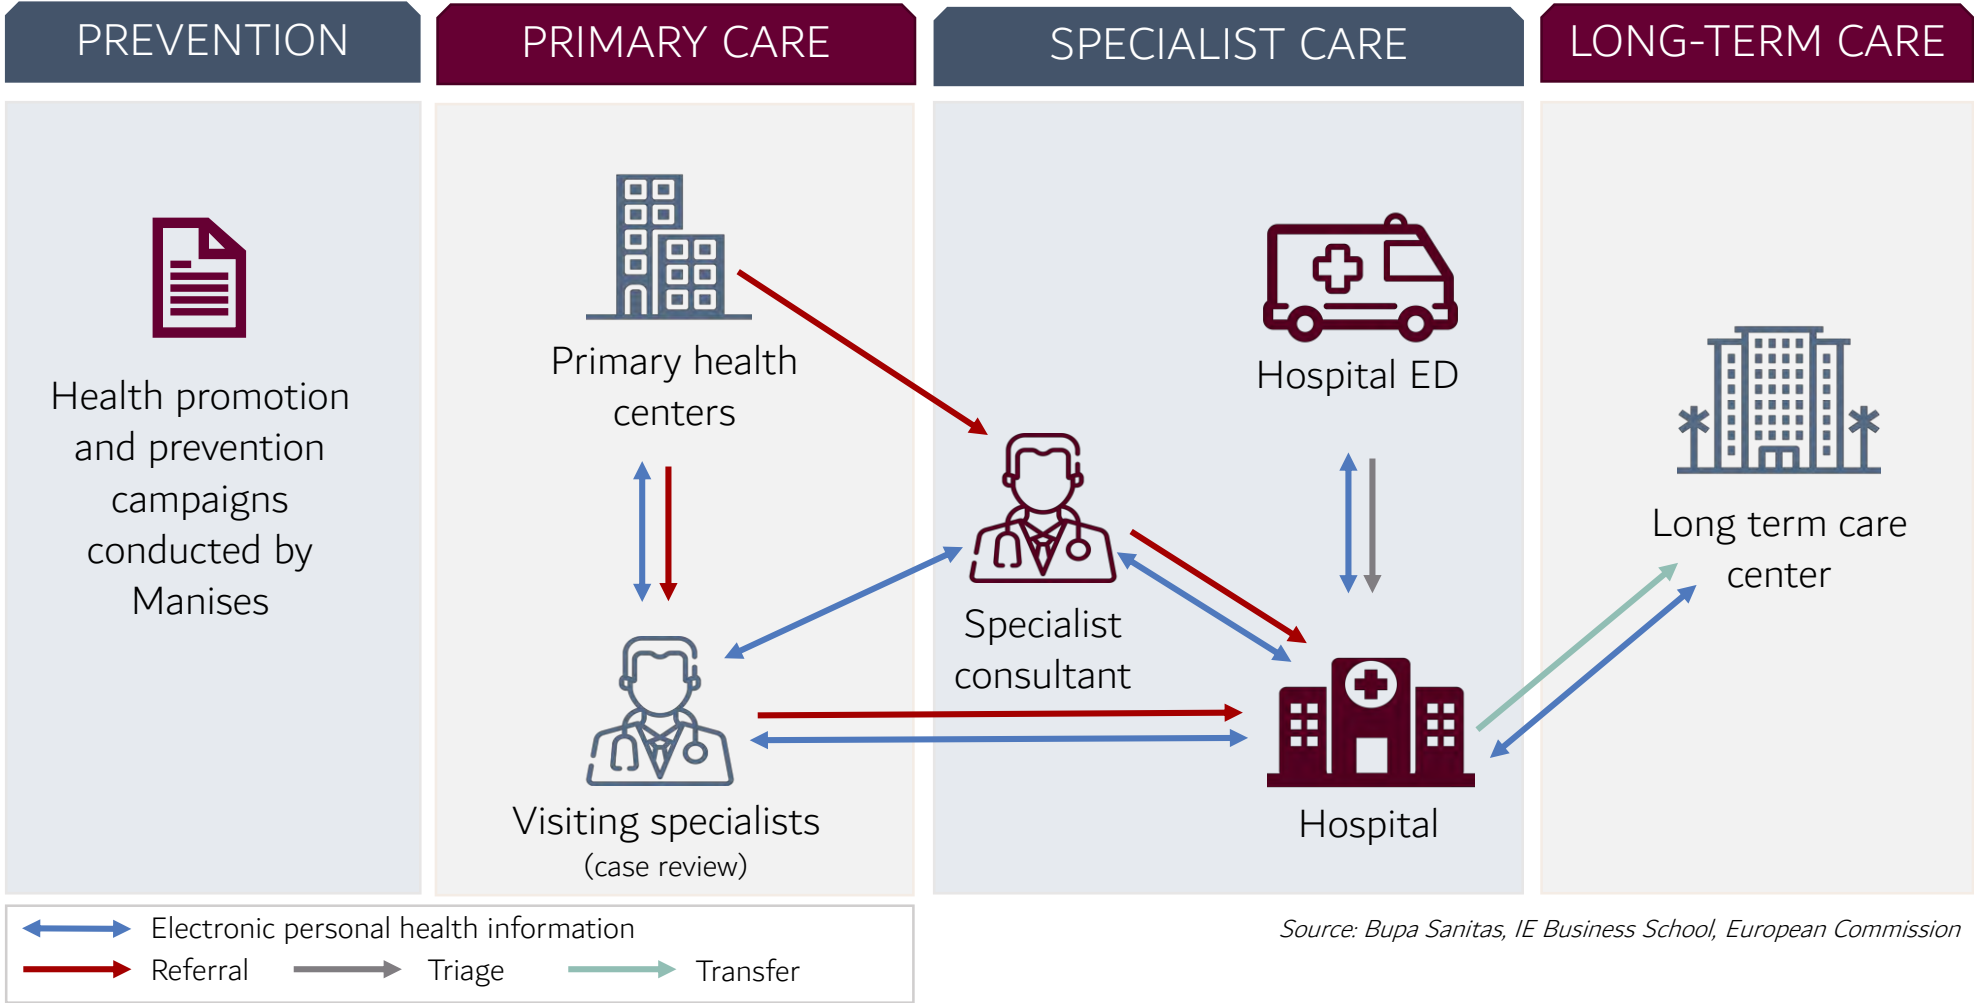 PREVENTION
PRIMARY CARE
SPECIALIST CARE
LONG-TERM CARE
Health promotion
and prevention
campaigns
conducted by
Manises
Primary health
centers
Visiting specialists
(case review)
Specialist
consultant
Hospital ED
Hospital
Long term care
center
Electronic personal health information
Referral
Triage
Transfer
Source: Bupa Sanitas, IE Business School, European Commission